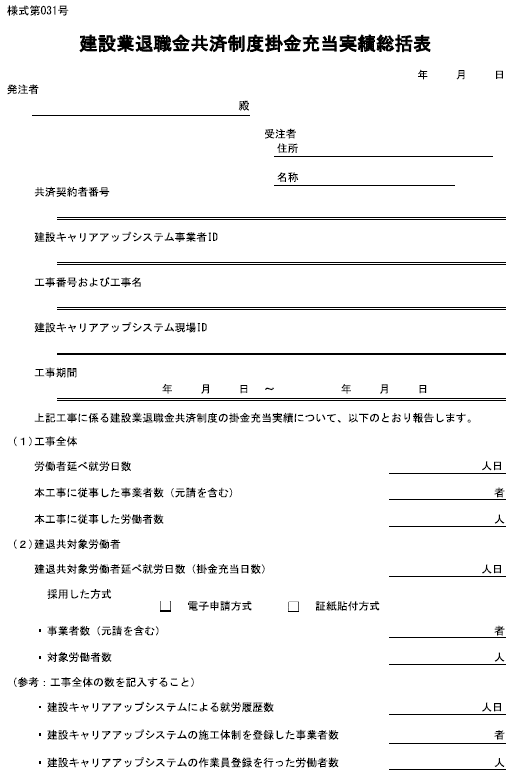 様式第031号
建設業退職金共済制度掛金充当実績総括表
年　月　日
発注者
殿
受注者
住所
名称
共済契約者番号
建設キャリアアップシステム事業者ID
工事番号および工事名
建設キャリアアップシステム現場ID
工事期間
年　月　日　～　年　月　日
上記工事に係る建設業退職金共済制度の掛金充当実績について、以下のとおり報告します。
（１）工事全体
労働者延べ就労日数　人日
本工事に従事した事業者数（元請を含む）　者
本工事に従事した労働者数　人
（２）建退共対象労働者
建退共対象労働者延べ就労日数（掛金充当日数）　人日
採用した方式
□　電子申請方式　□　証紙貼付方式
・事業者数（元請を含む）　者
・対象労働者数　人
（参考：工事全体の数を記入すること）
・建設キャリアアップシステムによる就労履歴数　人日
・建設キャリアアップシステムの施工体制を登録した事業者数　者
・建設キャリアアップシステムの作業員登録を行った労働者数　人